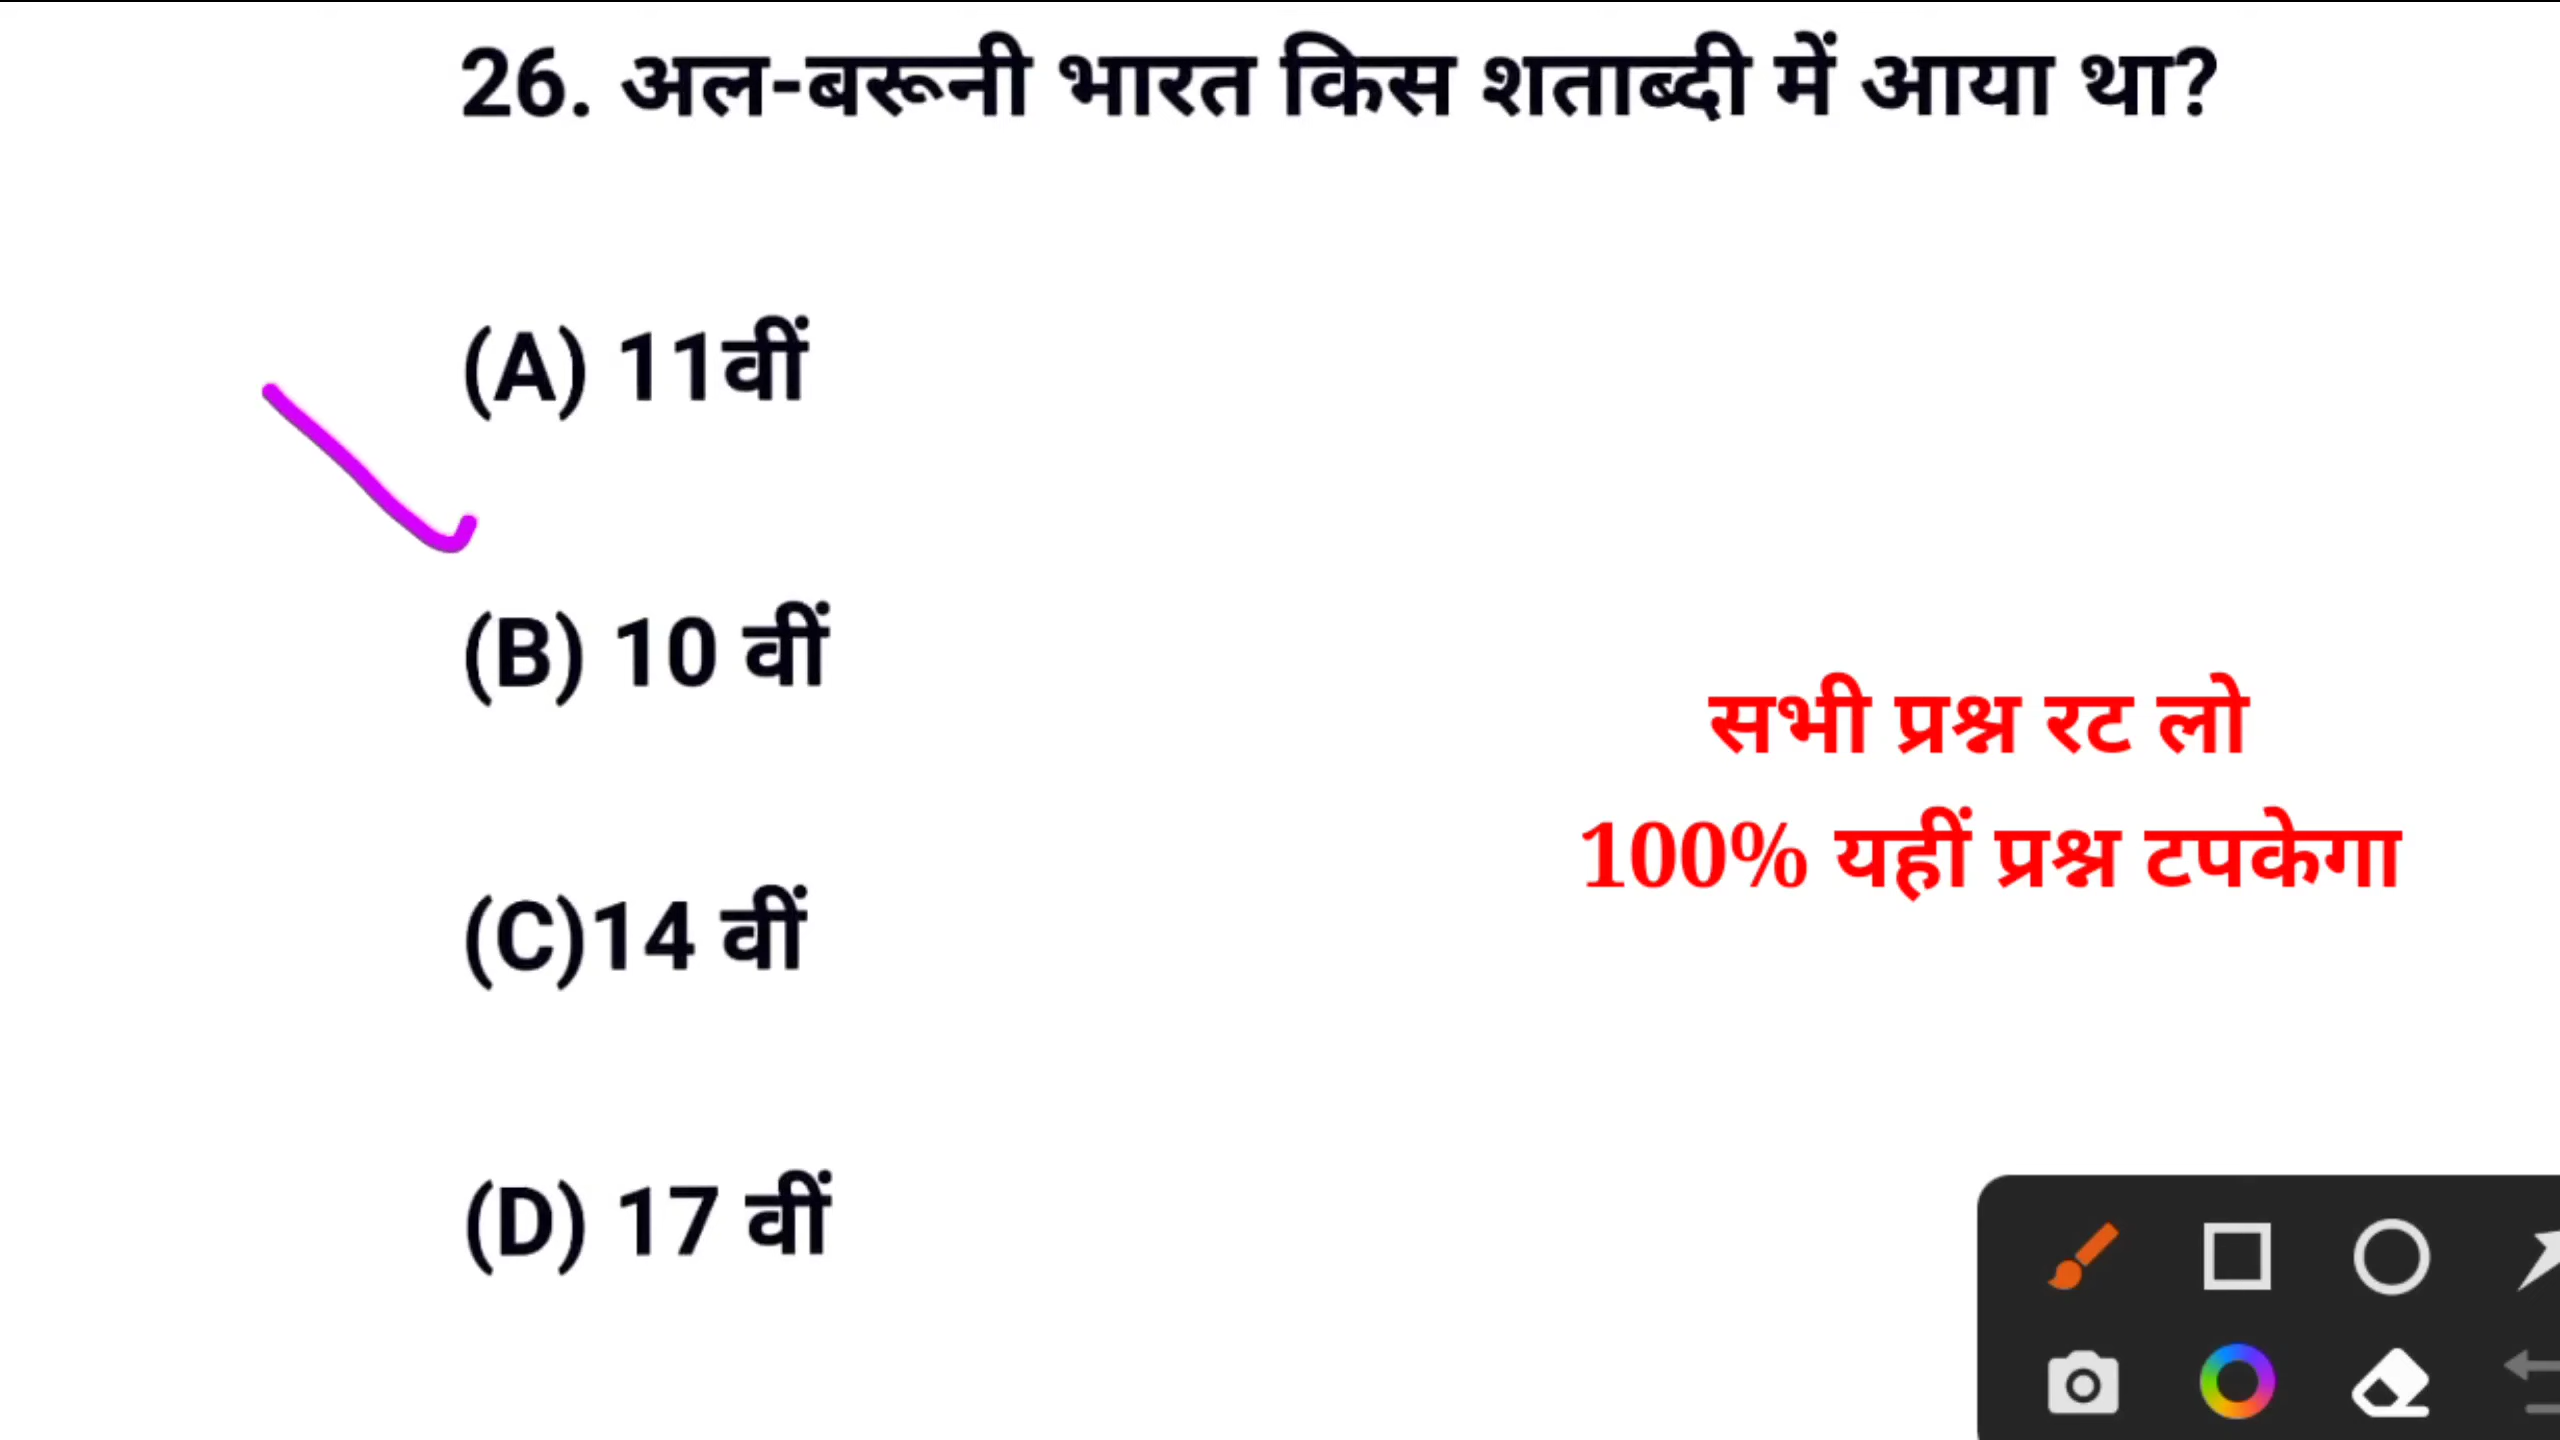 26. अल-बरूनी भारत किस शताब्दी में आया था?
(A) 11वीं
(B) 10 वीं
(C)14 वीं
(D) 17 वीं
सभी प्रश्न रट लो
100% यहीं प्रश्न टपकेगा